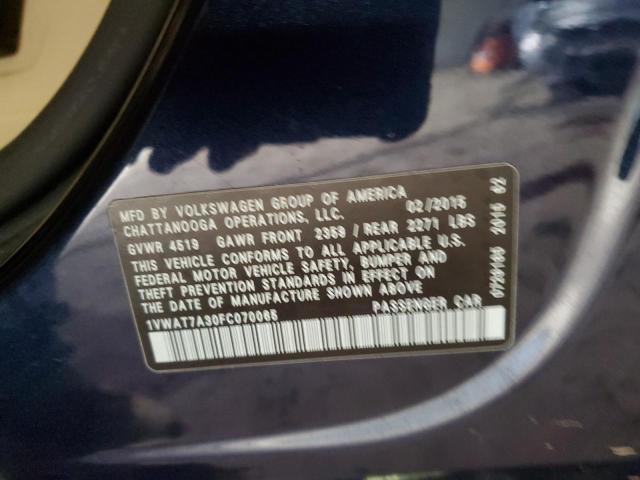 MFD BY VOLKSWAGEN GROUP OF AMERICA
CHATTANOOGA OPERATIONS, LLC. 02/2015
GVWR 4519 GAWR FRONT 2359 / REAR 2271 LBS
THIS VEHICLE CONFORMS TO ALL APPLICABLE U.S.
FEDERAL MOTOR VEHICLE SAFETY, BUMPER AND
THEFT PREVENTION STANDARDS IN EFFECT ON
THE DATE OF MANUFACTURE SHOWN ABOVE
1VWAT7A30FC070065 PASSENGER CAR
2015 02